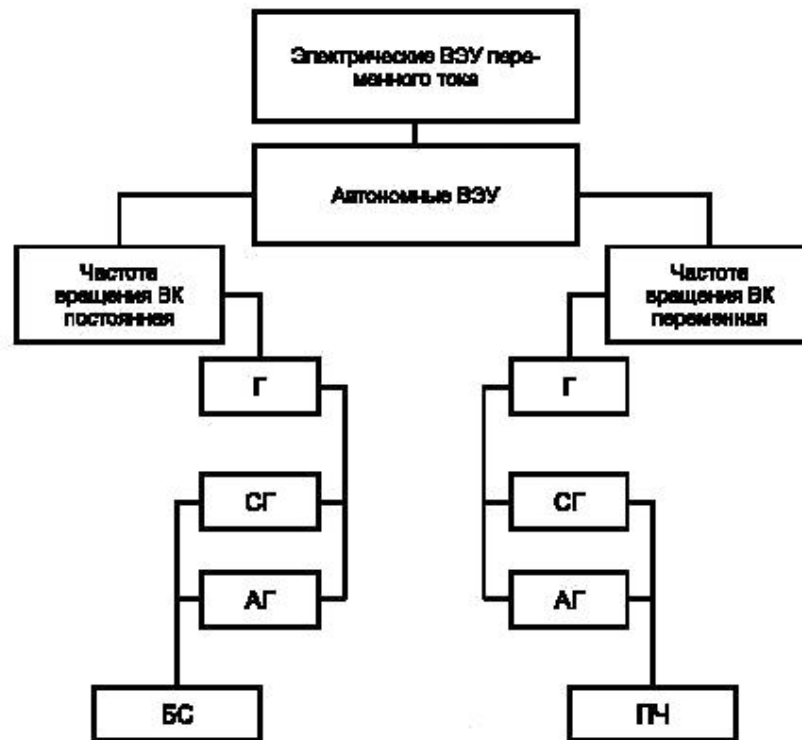 Электрические ВЭУ пере-
менного тока
Автономные ВЭУ
Частота
вращения ВК
постоянная
Частота
вращения ВК
переменная
Г
Г
СГ
СГ
АГ
АГ
БС
ПЧ